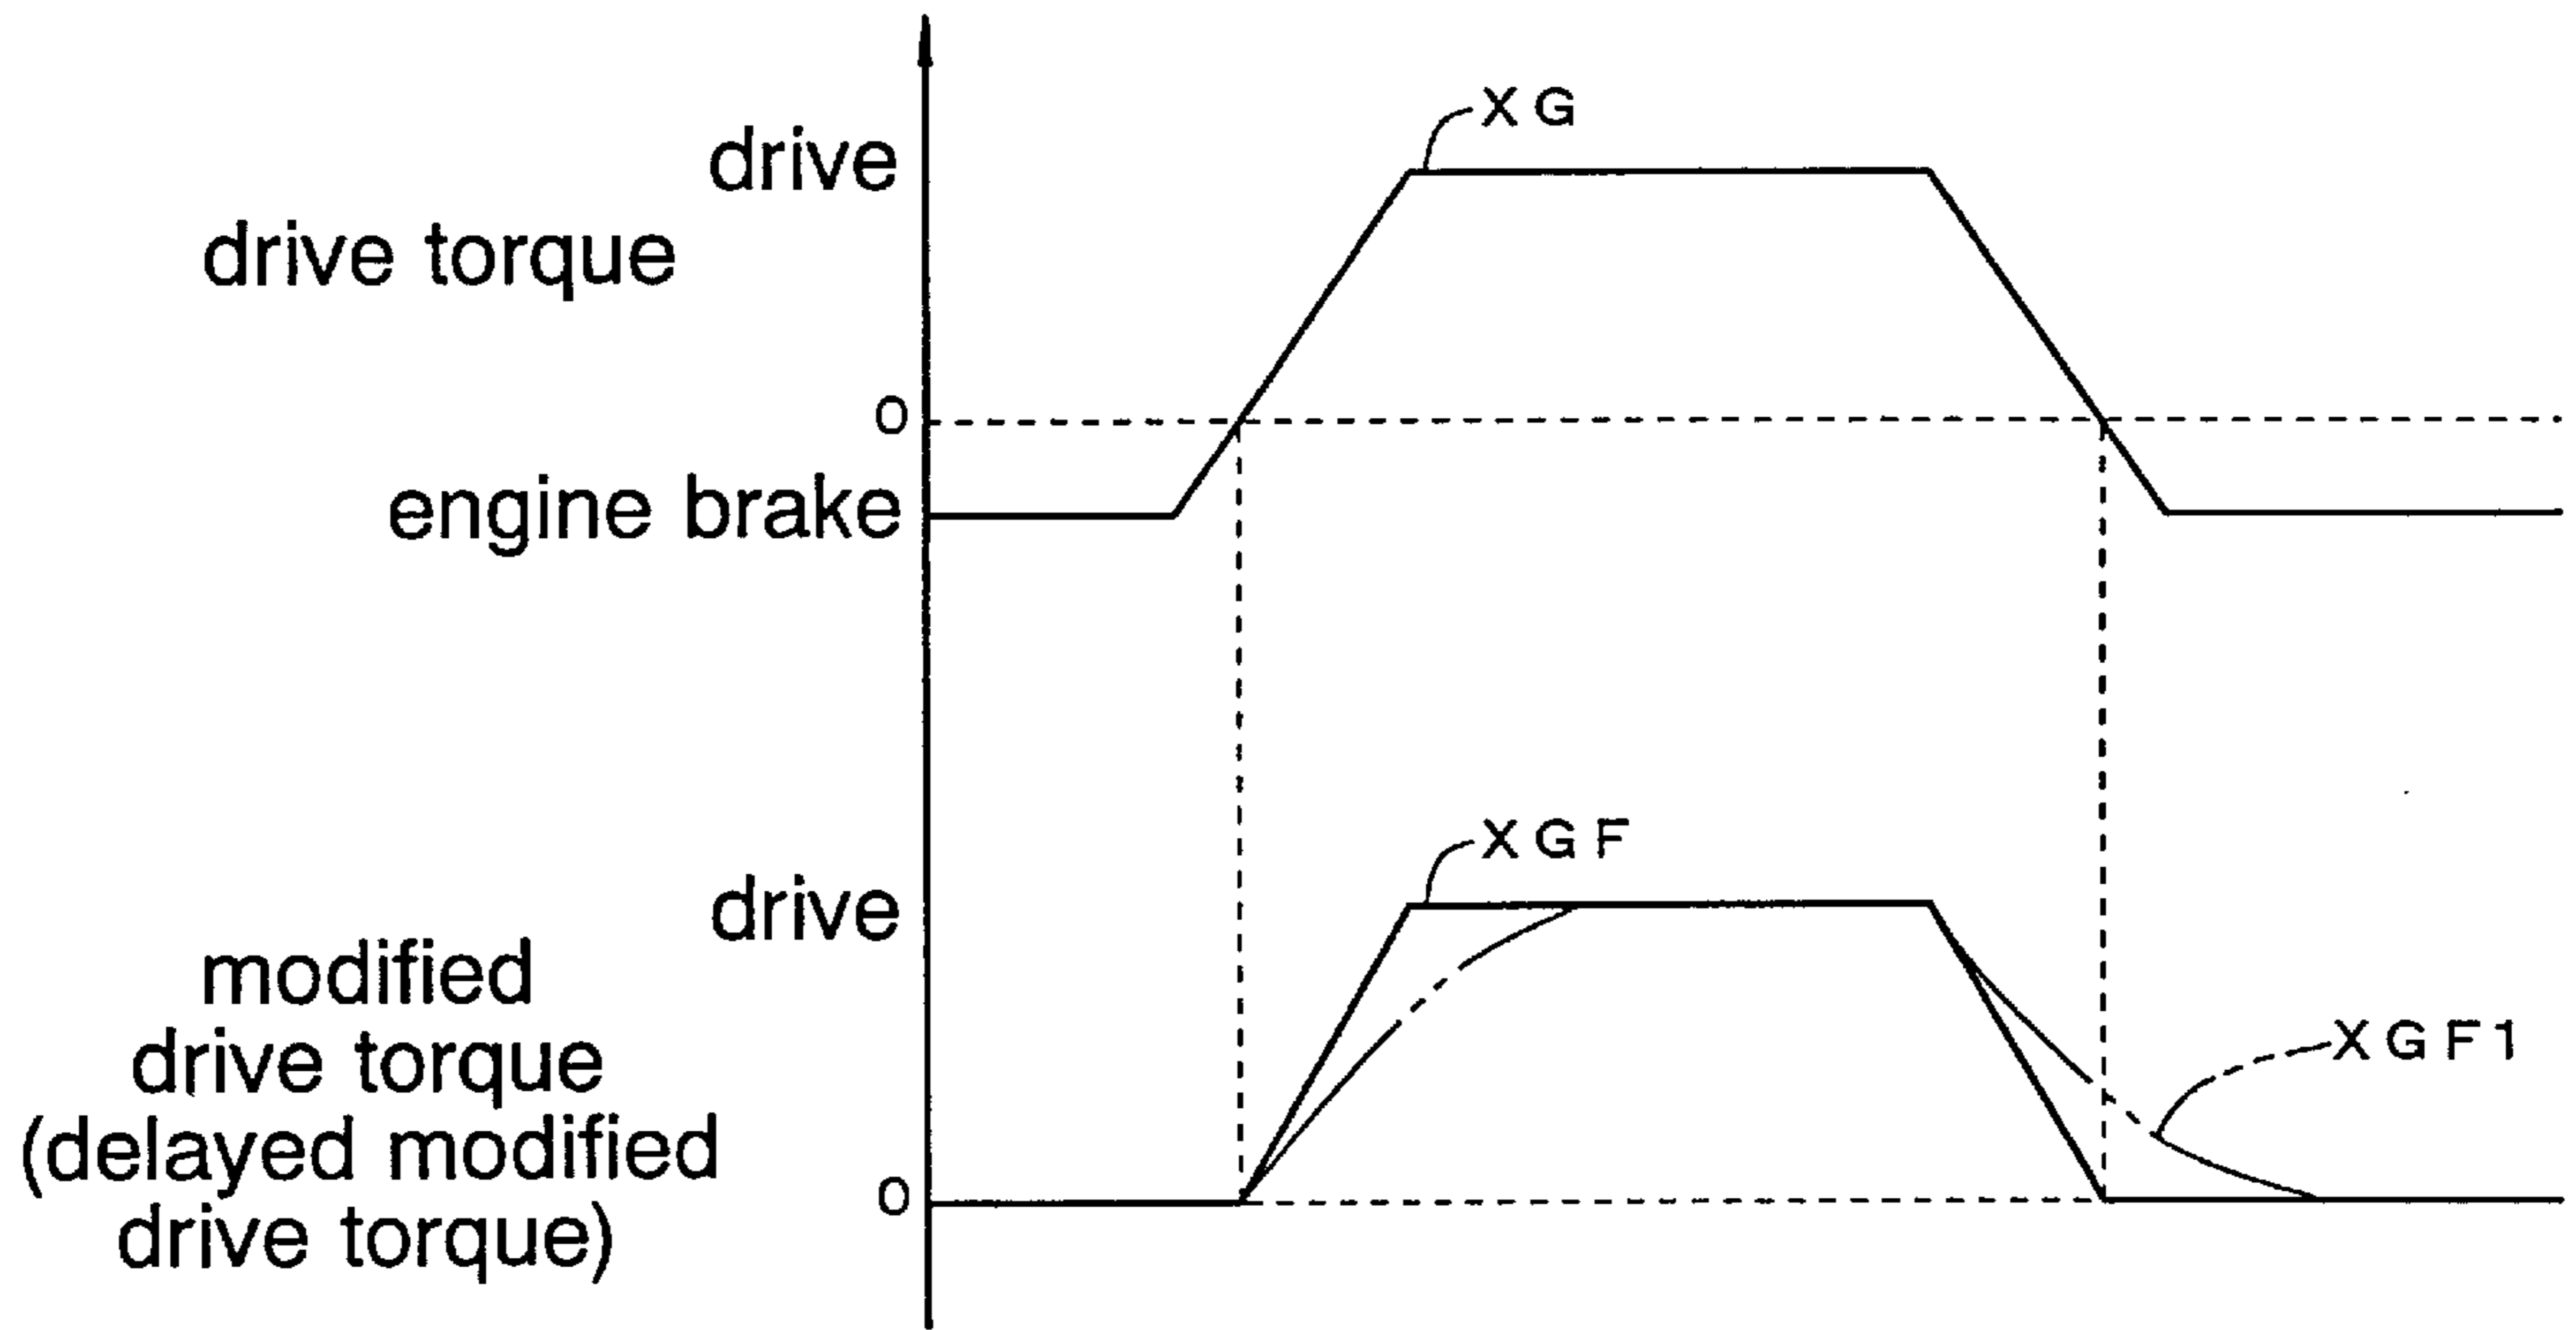 XG
drive
drive torque
0
engine brake
XGF
drive
modified
drive torque
(delayed modified
drive torque)
XGF1
0